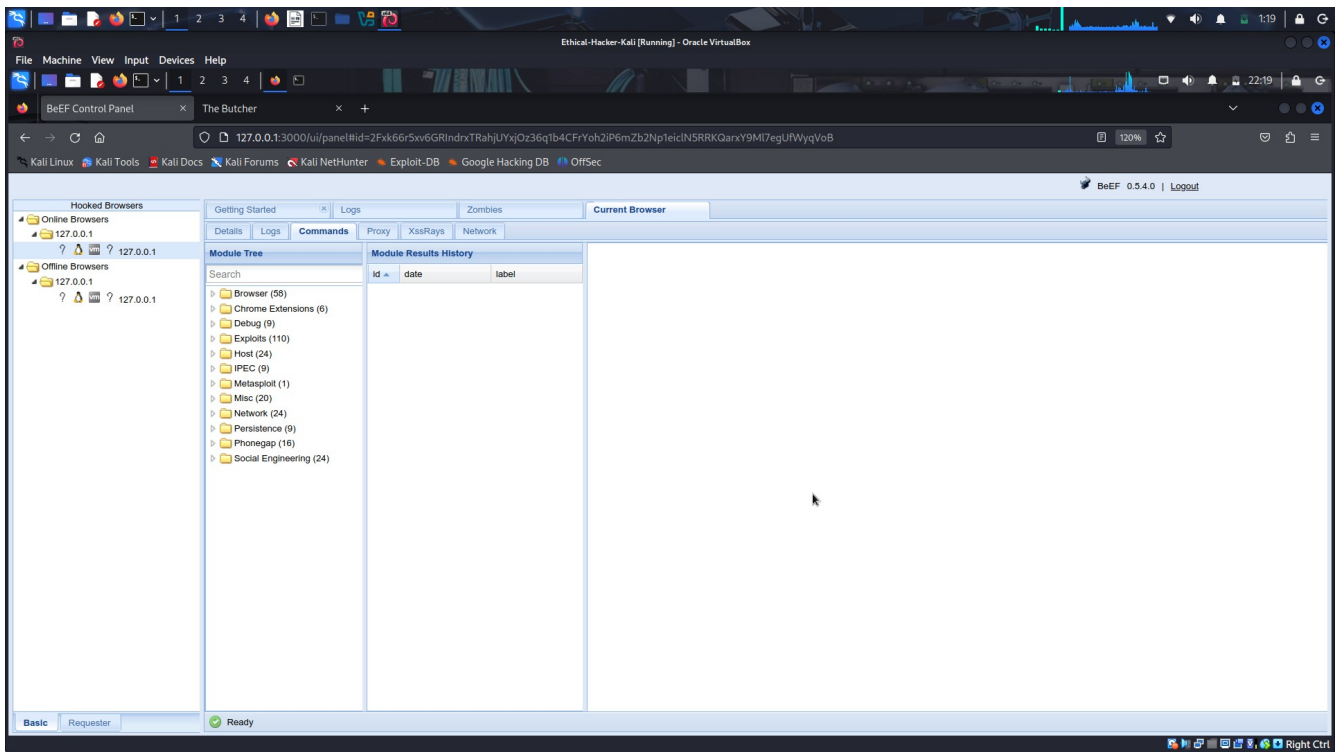 1 2 3 4
1:19
Ethical-Hacker-Kali [Running] - Oracle VirtualBox
File Machine View Input Devices Help
1 2 3 4
22:19
BeEF Control Panel × The Butcher × +
127.0.0.1:3000/ui/panel#id=2Fxk66r5xv6GRIndrxTRahjUYxjOz36q1b4CFrYoh2iP6mZb2Np1eiclN5RRKQarxY9Ml7egUfWyqVoB 120%
Kali Linux Kali Tools Kali Docs Kali Forums Kali NetHunter Exploit-DB Google Hacking DB OffSec
BeEF 0.5.4.0 | Logout
Hooked Browsers
Online Browsers
127.0.0.1
? vm ? 127.0.0.1
Offline Browsers
127.0.0.1
? vm ? 127.0.0.1
Getting Started Logs Zombies Current Browser
Details Logs Commands Proxy XssRays Network
Module Tree
Search
Browser (58)
Chrome Extensions (6)
Debug (9)
Exploits (110)
Host (24)
IPEC (9)
Metasploit (1)
Misc (20)
Network (24)
Persistence (9)
Phonegap (16)
Social Engineering (24)
Module Results History
id date label
Basic Requester
Ready
Right Ctrl